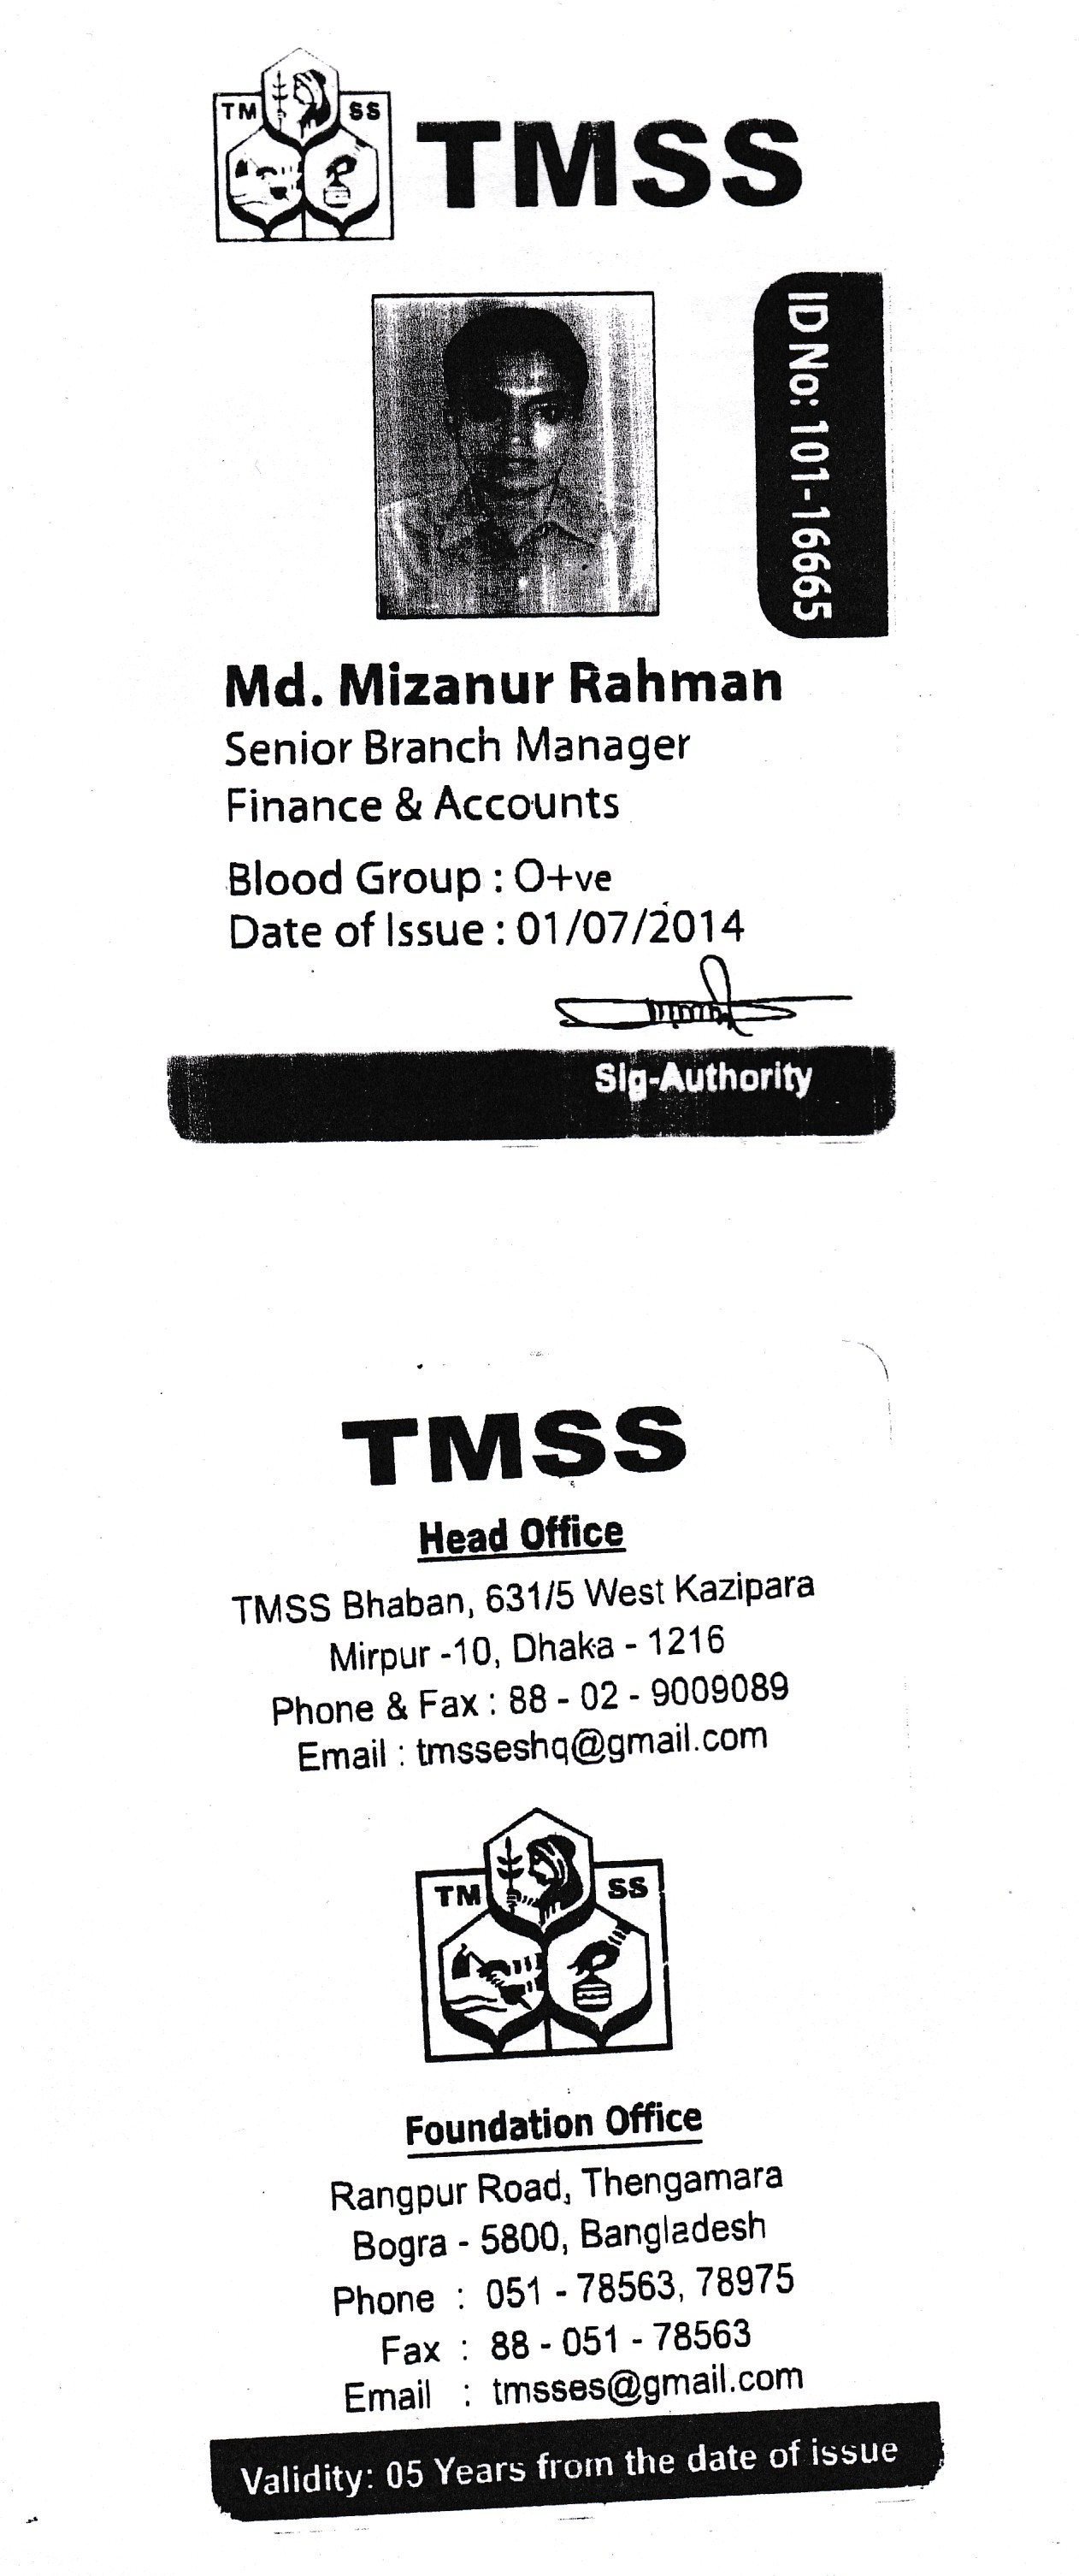 TM SS
TMSS
ID No: 101-16665
Md. Mizanur Rahman
Senior Branch Manager
Finance & Accounts
Blood Group : O+ve
Date of Issue : 01/07/2014
Sig-Authority
TMSS
Head Office
TMSS Bhaban, 631/5 West Kazipara
Mirpur -10, Dhaka - 1216
Phone & Fax : 88 - 02 - 9009089
Email : tmsseshq@gmail.com
TM SS
Foundation Office
Rangpur Road, Thengamara
Bogra - 5800, Bangladesh
Phone : 051 - 78563, 78975
Fax : 88 - 051 - 78563
Email : tmsses@gmail.com
Validity: 05 Years from the date of issue